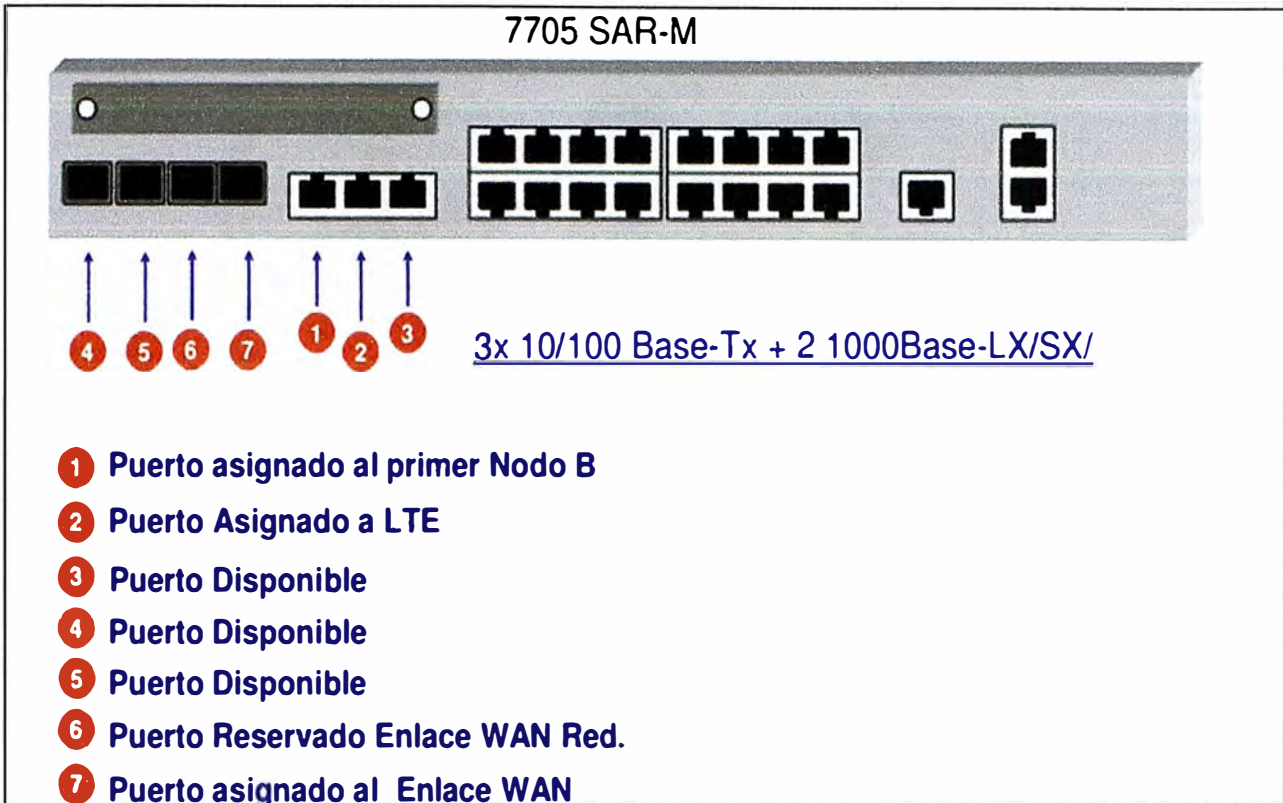 7705 SAR-M
4 5 6 7 1 2 3
3x 10/100 Base-Tx + 2 1000Base-LX/SX/
1 Puerto asignado al primer Nodo B
2 Puerto Asignado a LTE
3 Puerto Disponible
4 Puerto Disponible
5 Puerto Disponible
6 Puerto Reservado Enlace WAN Red.
7 Puerto asignado al Enlace WAN